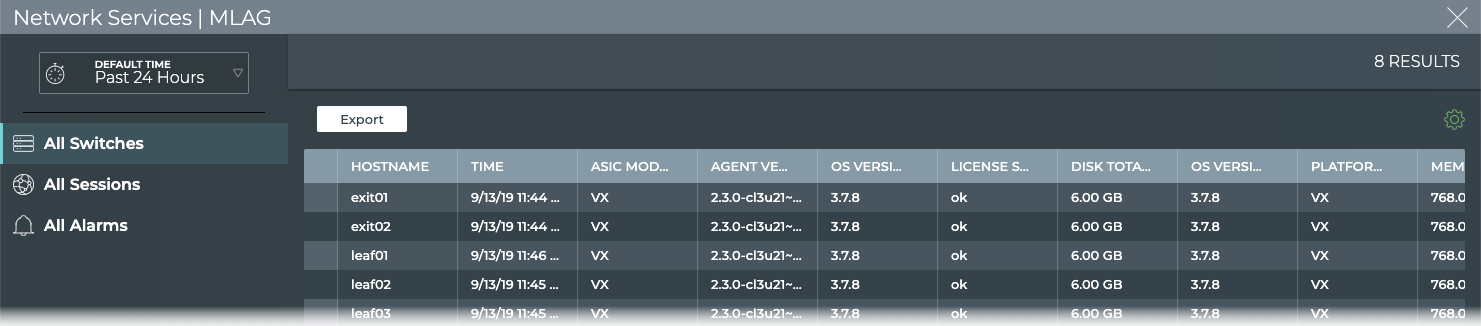 Network Services | MLAG
DEFAULT TIME
Past 24 Hours
8 RESULTS
All Switches
All Sessions
All Alarms
Export
HOSTNAME TIME ASIC MOD... AGENT VE... OS VERSI... LICENSE S... DISK TOTA... OS VERSI... PLATFOR... MEM
exit01 9/13/19 11:44 ... VX 2.3.0-cl3u21~... 3.7.8 ok 6.00 GB 3.7.8 VX 768.0
exit02 9/13/19 11:44 ... VX 2.3.0-cl3u21~... 3.7.8 ok 6.00 GB 3.7.8 VX 768.0
leaf01 9/13/19 11:46 ... VX 2.3.0-cl3u21~... 3.7.8 ok 6.00 GB 3.7.8 VX 768.0
leaf02 9/13/19 11:45 ... VX 2.3.0-cl3u21~... 3.7.8 ok 6.00 GB 3.7.8 VX 768.0
leaf03 9/13/19 11:45 ... VX 2.3.0-cl3u21~... 3.7.8 ok 6.00 GB 3.7.8 VX 768.0